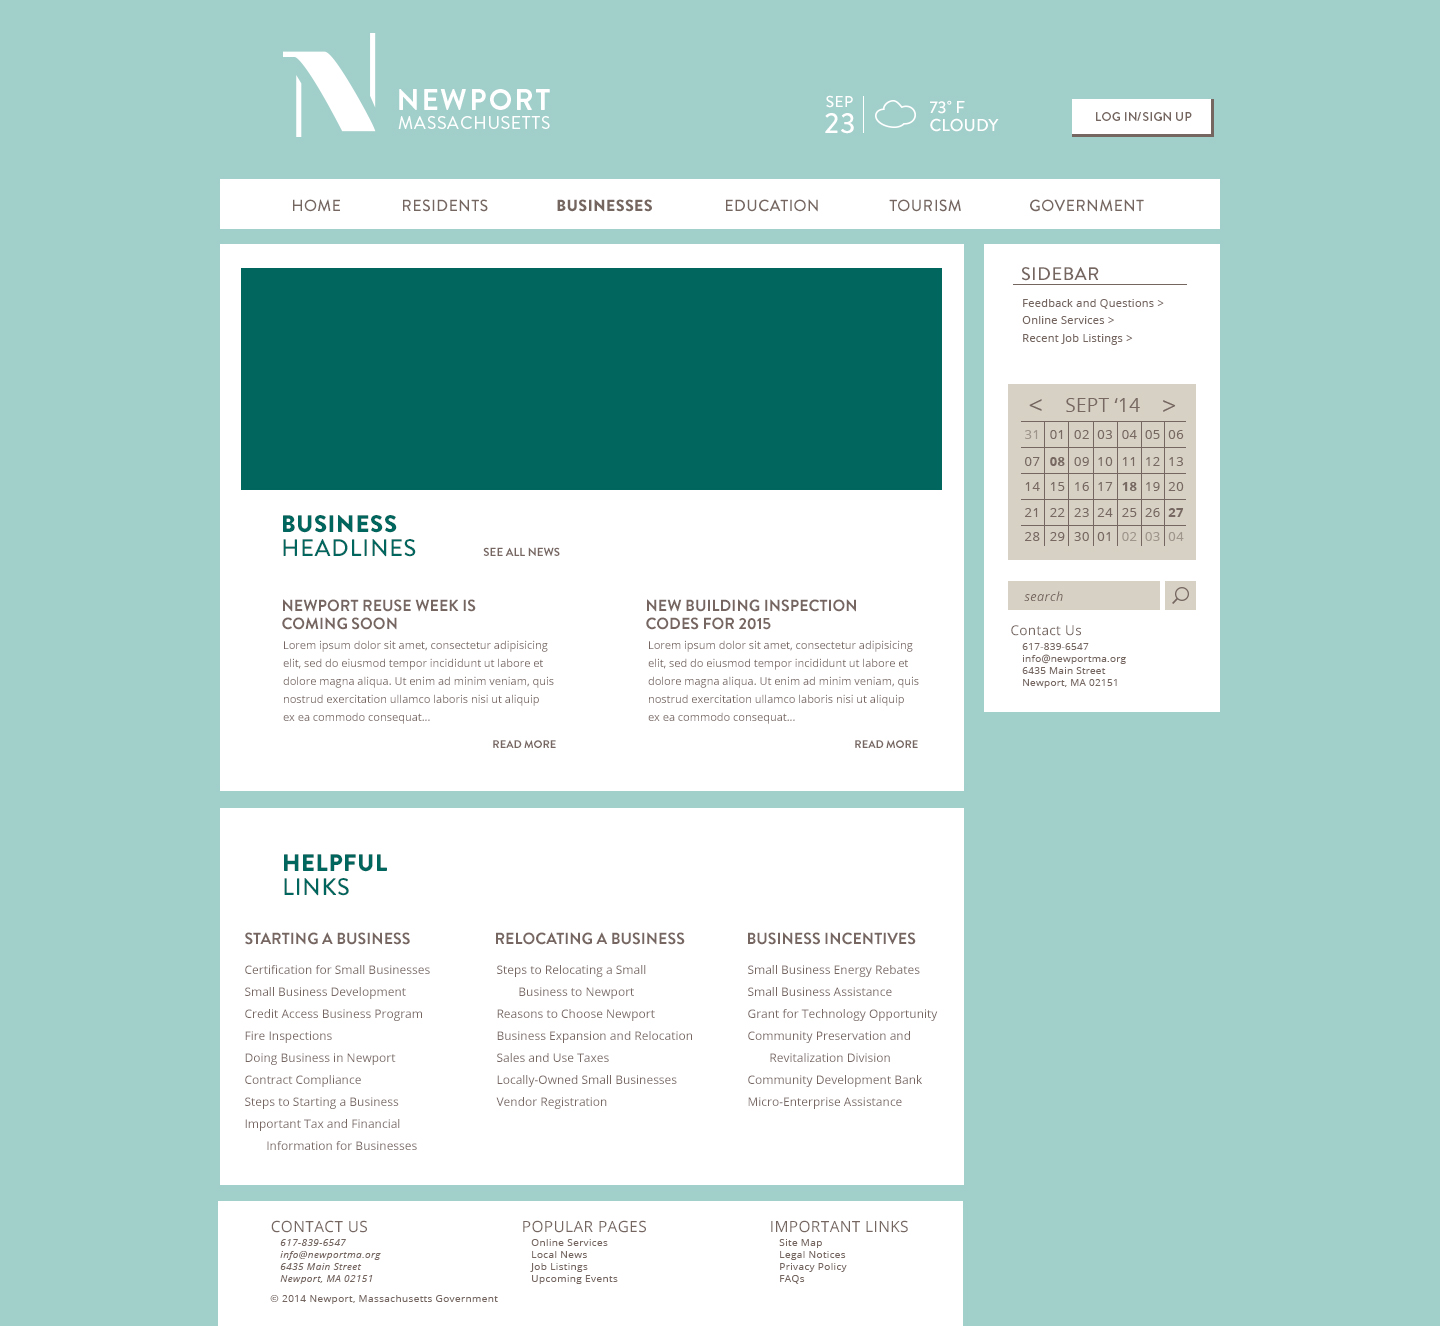 NEWPORT
MASSACHUSETTS
SEP
23
73° F
CLOUDY
LOG IN/SIGN UP
HOME RESIDENTS BUSINESSES EDUCATION TOURISM GOVERNMENT
BUSINESS
HEADLINES
SEE ALL NEWS
NEWPORT REUSE WEEK IS
COMING SOON
Lorem ipsum dolor sit amet, consectetur adipisicing
elit, sed do eiusmod tempor incididunt ut labore et
dolore magna aliqua. Ut enim ad minim veniam, quis
nostrud exercitation ullamco laboris nisi ut aliquip
ex ea commodo consequat...
READ MORE
NEW BUILDING INSPECTION
CODES FOR 2015
Lorem ipsum dolor sit amet, consectetur adipisicing
elit, sed do eiusmod tempor incididunt ut labore et
dolore magna aliqua. Ut enim ad minim veniam, quis
nostrud exercitation ullamco laboris nisi ut aliquip
ex ea commodo consequat...
READ MORE
SIDEBAR
Feedback and Questions >
Online Services >
Recent Job Listings >
< SEPT ‘14 >
31 01 02 03 04 05 06
07 08 09 10 11 12 13
14 15 16 17 18 19 20
21 22 23 24 25 26 27
28 29 30 01 02 03 04
search
Contact Us
617-839-6547
info@newportma.org
6435 Main Street
Newport, MA 02151
HELPFUL
LINKS
STARTING A BUSINESS
Certification for Small Businesses
Small Business Development
Credit Access Business Program
Fire Inspections
Doing Business in Newport
Contract Compliance
Steps to Starting a Business
Important Tax and Financial
Information for Businesses
RELOCATING A BUSINESS
Steps to Relocating a Small
Business to Newport
Reasons to Choose Newport
Business Expansion and Relocation
Sales and Use Taxes
Locally-Owned Small Businesses
Vendor Registration
BUSINESS INCENTIVES
Small Business Energy Rebates
Small Business Assistance
Grant for Technology Opportunity
Community Preservation and
Revitalization Division
Community Development Bank
Micro-Enterprise Assistance
CONTACT US
617-839-6547
info@newportma.org
6435 Main Street
Newport, MA 02151
© 2014 Newport, Massachusetts Government
POPULAR PAGES
Online Services
Local News
Job Listings
Upcoming Events
IMPORTANT LINKS
Site Map
Legal Notices
Privacy Policy
FAQs